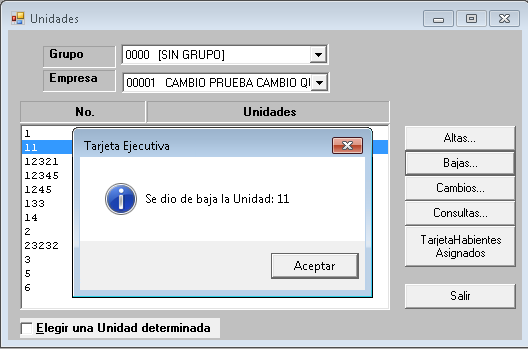 Unidades
Grupo
0000 [SIN GRUPO]
Empresa
00001 CAMBIO PRUEBA CAMBIO QI
No.
Unidades
1
11
12321
12345
1245
133
14
2
23232
3
5
6
Tarjeta Ejecutiva
Se dio de baja la Unidad: 11
Aceptar
Altas...
Bajas...
Cambios...
Consultas...
TarjetaHabientes
Asignados
Salir
Elegir una Unidad determinada